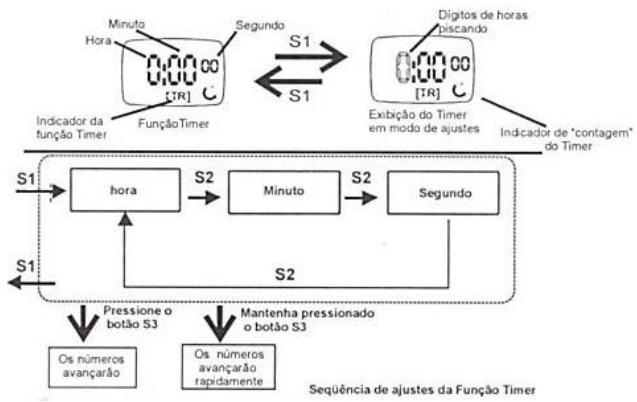 Minuto
Hora
Segundo
0:00 00
[TR]
Indicador da
função Timer
FunçãoTimer
S1
S1
Dígitos de horas
piscando
0:00 00
[TR]
Exibição do Timer
em modo de ajustes
Indicador de "contagem"
do Timer
S1
hora
S2
Minuto
S2
Segundo
S2
S1
Pressione o
botão S3
Mantenha pressionado
o botão S3
Os números
avançarão
Os números
avançarão
rapidamente
Seqüência de ajustes da Função Timer